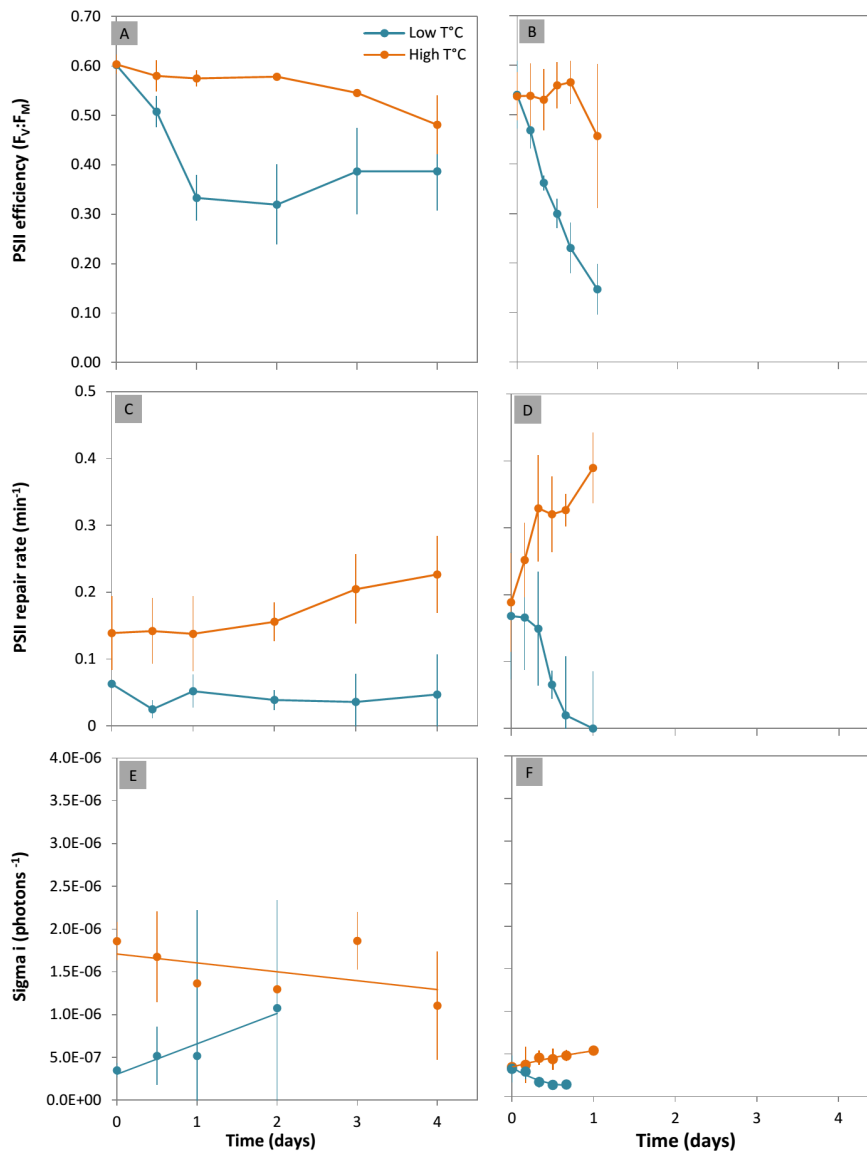 A
Low T°C
High T°C
B
0.70
0.60
0.50
0.40
0.30
0.20
0.10
0.00
PSII efficiency (FV:FM)
C
D
0.5
0.4
0.3
0.2
0.1
0
PSII repair rate (min-1)
E
F
4.0E-06
3.5E-06
3.0E-06
2.5E-06
2.0E-06
1.5E-06
1.0E-06
5.0E-07
0.0E+00
Sigma i (photons -1)
0 1 2 3 4
Time (days)
0 1 2 3 4
Time (days)